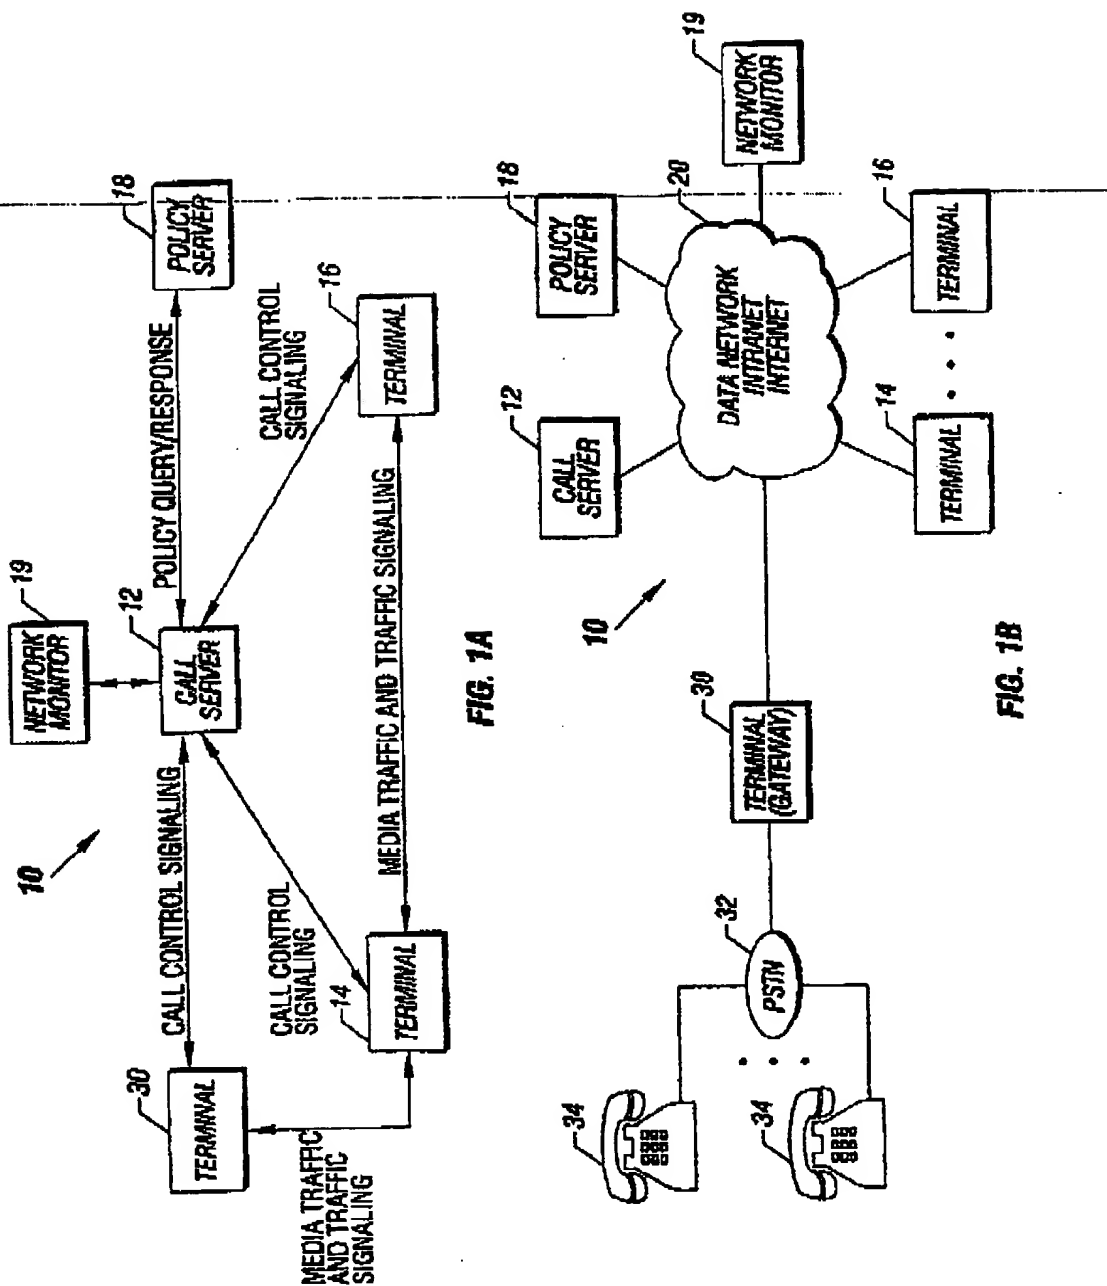 10
NETWORK
MONITOR
19
CALL CONTROL SIGNALING
12
POLICY QUERY/RESPONSE
18
30
TERMINAL
CALL
SERVER
POLICY
SERVER
CALL CONTROL
SIGNALING
CALL CONTROL
SIGNALING
14
16
MEDIA TRAFFIC
AND TRAFFIC
SIGNALING
TERMINAL
MEDIA TRAFFIC AND TRAFFIC SIGNALING
TERMINAL
FIG. 1A
10
12
18
CALL
SERVER
POLICY
SERVER
20
19
34
32
30
PSTN
TERMINAL
(GATEWAY)
DATA NETWORK
INTRANET
INTERNET
NETWORK
MONITOR
34
14
16
TERMINAL
TERMINAL
FIG. 1B